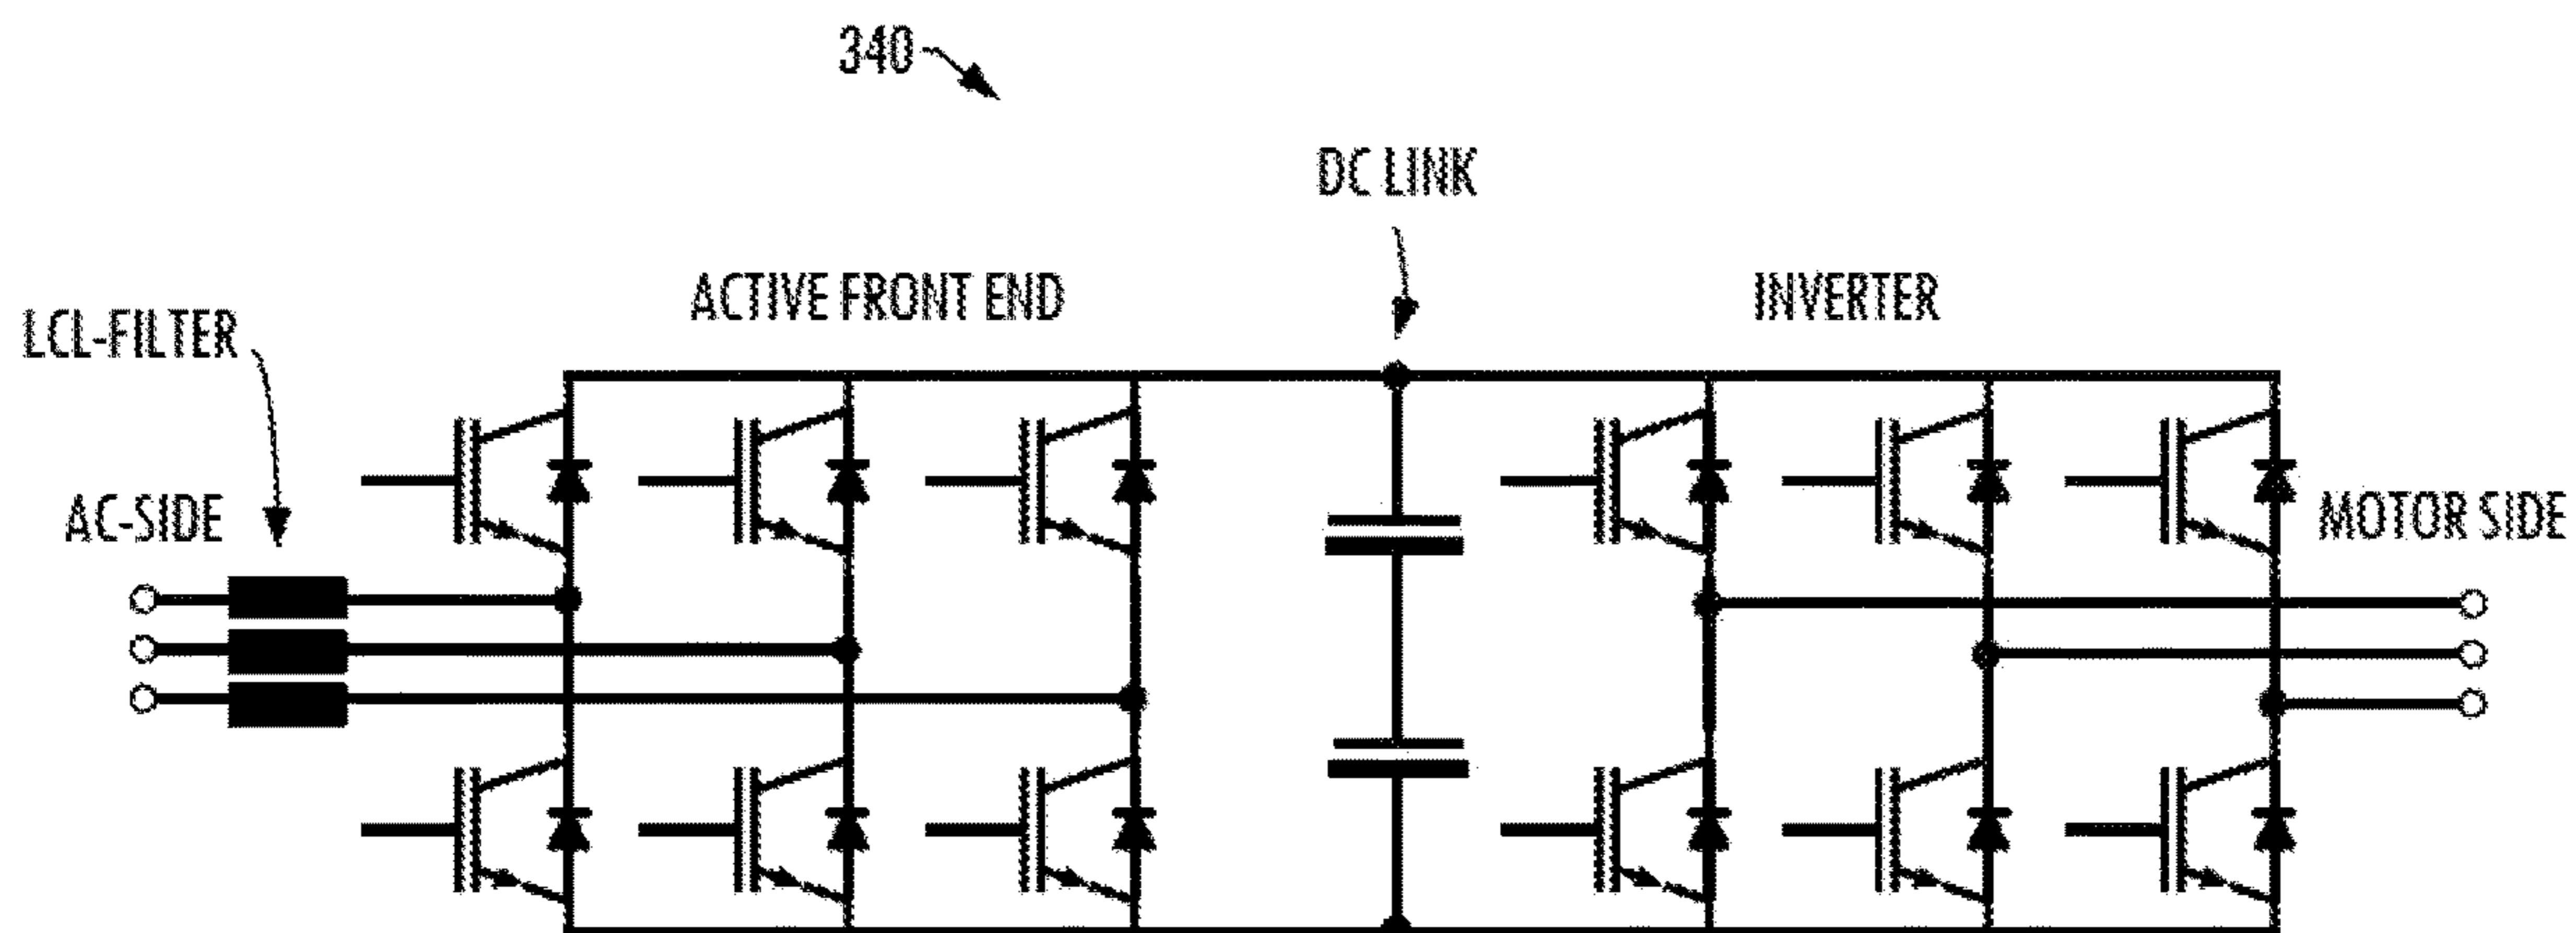 340
DC LINK
ACTIVE FRONT END
INVERTER
LCL-FILTER
AC-SIDE
MOTOR SIDE